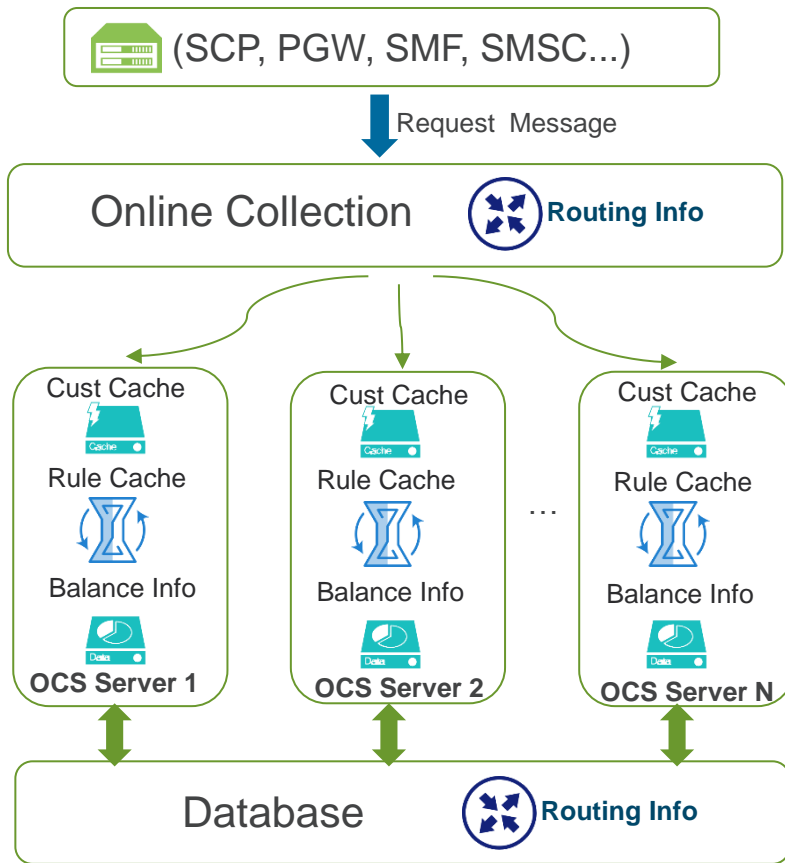 (SCP, PGW, SMF, SMSC...)
Request Message
Online Collection
Routing Info
Cust Cache
Cache
Rule Cache
Balance Info
Data
OCS Server 1
Cust Cache
Cache
Rule Cache
Balance Info
Data
OCS Server 2
...
Cust Cache
Cache
Rule Cache
Balance Info
Data
OCS Server N
Database
Routing Info